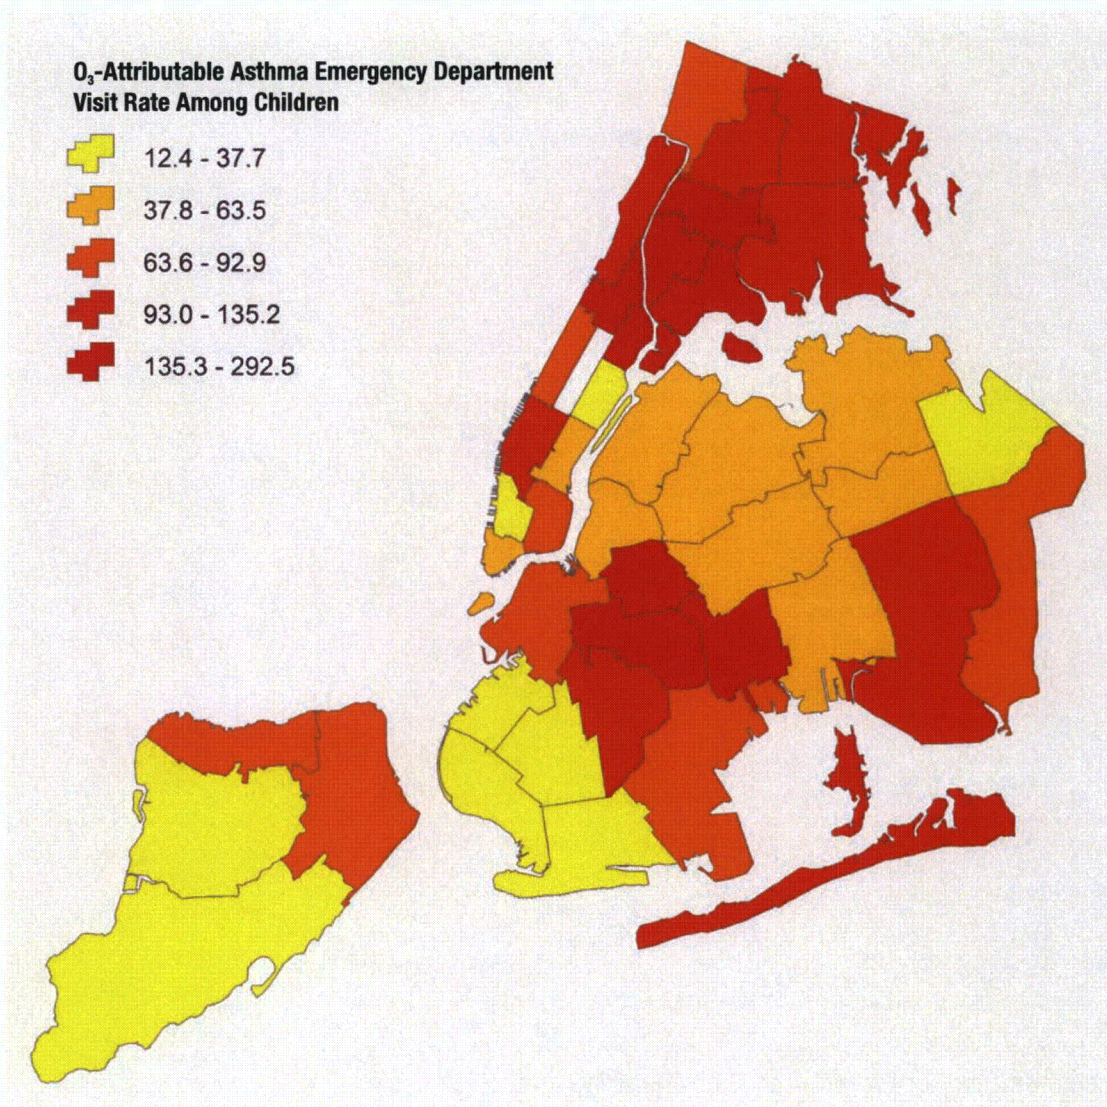 O₃-Attributable Asthma Emergency Department
Visit Rate Among Children
12.4 - 37.7
37.8 - 63.5
63.6 - 92.9
93.0 - 135.2
135.3 - 292.5